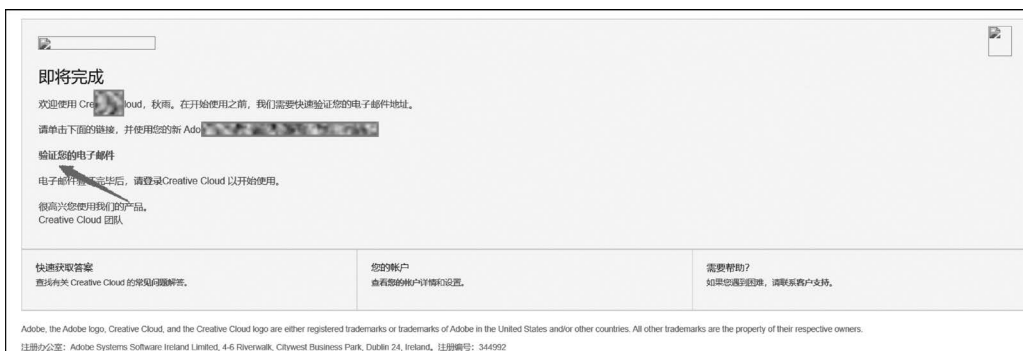 即将完成
欢迎使用 Cre loud，秋雨。在开始使用之前，我们需要快速验证您的电子邮件地址。
请单击下面的链接，并使用您的新 Ado
验证您的电子邮件
电子邮件验证完毕后，请登录Creative Cloud 以开始使用。
很高兴您使用我们的产品。
Creative Cloud 团队
快速获取答案
查找有关 Creative Cloud 的常见问题解答。
您的帐户
查看您的帐户详情和设置。
需要帮助?
如果您遇到困难，请联系客户支持。
Adobe, the Adobe logo, Creative Cloud, and the Creative Cloud logo are either registered trademarks or trademarks of Adobe in the United States and/or other countries. All other trademarks are the property of their respective owners.
注册办公室：Adobe Systems Software Ireland Limited, 4-6 Riverwalk, Citywest Business Park, Dublin 24, Ireland。注册编号：344992